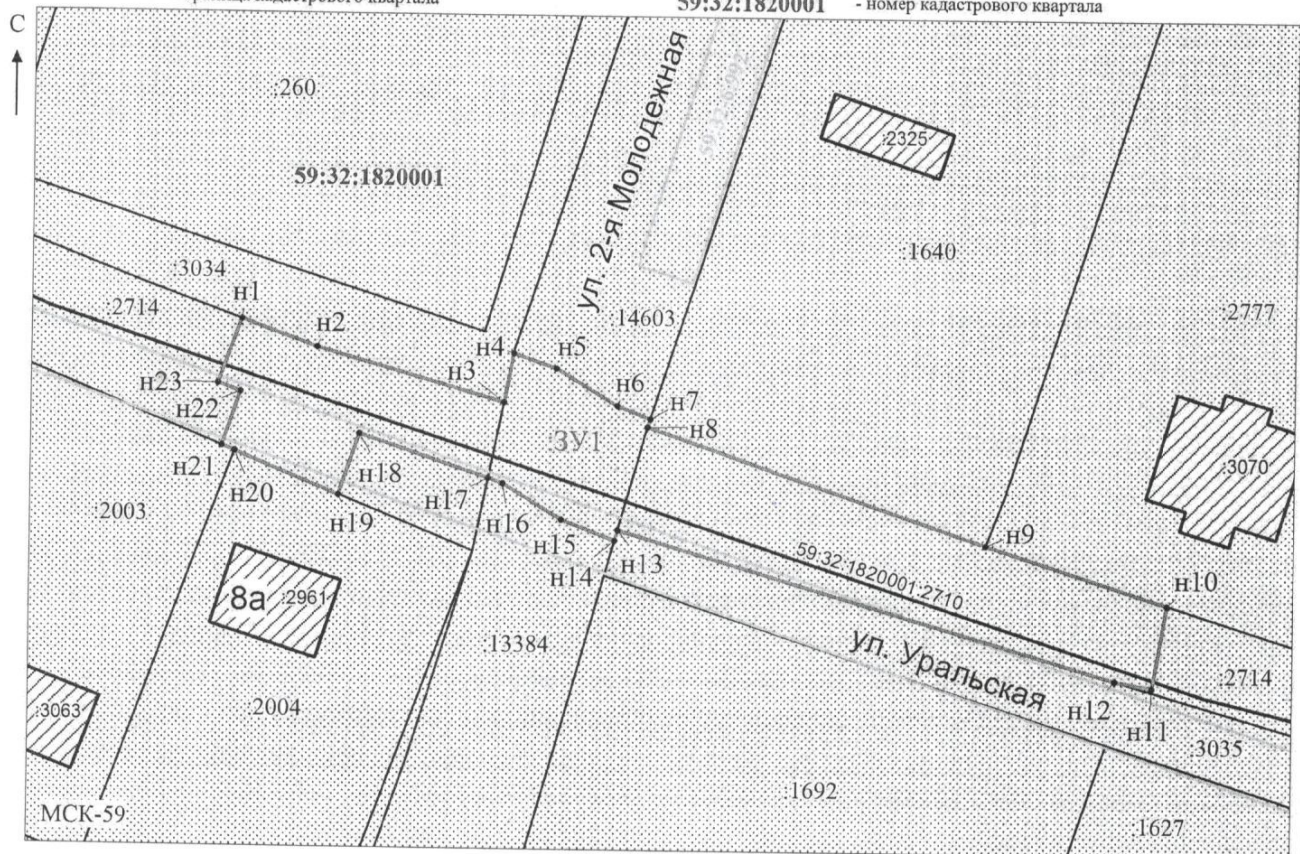 59:32:1820001 - номер кадастрового квартала
С
:260
59:32:1820001
ул. 2-я Молодежная
:2325
:1640
:2777
:3034
:2714
н1
н2
н3
н4
н5
н6
н7
н8
:14603
:ЗУ1
н23
н22
н21
н20
н19
н18
н17
н16
н15
н14
н13
н9
н10
н11
н12
:3070
59:32:1820001:2710
ул. Уральская
:2714
:3035
:2003
8а
:2961
:3063
:2004
:13384
:1692
:1627
МСК-59